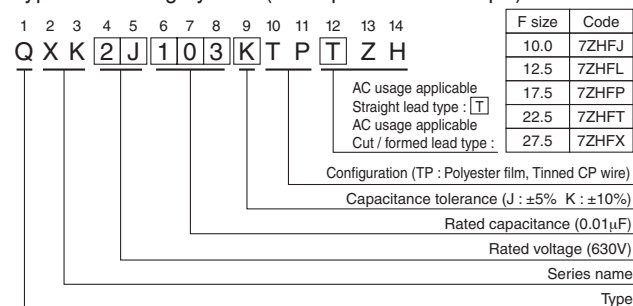 1 2 3 4 5 6 7 8 9 10 11 12 13 14
Q X K 2 J 1 0 3 K T P T Z H
F size Code
10.0 7ZHFJ
12.5 7ZHFL
17.5 7ZHFP
22.5 7ZHFT
27.5 7ZHFX
AC usage applicable
Straight lead type : T
AC usage applicable
Cut / formed lead type :
Configuration (TP : Polyester film, Tinned CP wire)
Capacitance tolerance (J : ±5% K : ±10%)
Rated capacitance (0.01μF)
Rated voltage (630V)
Series name
Type